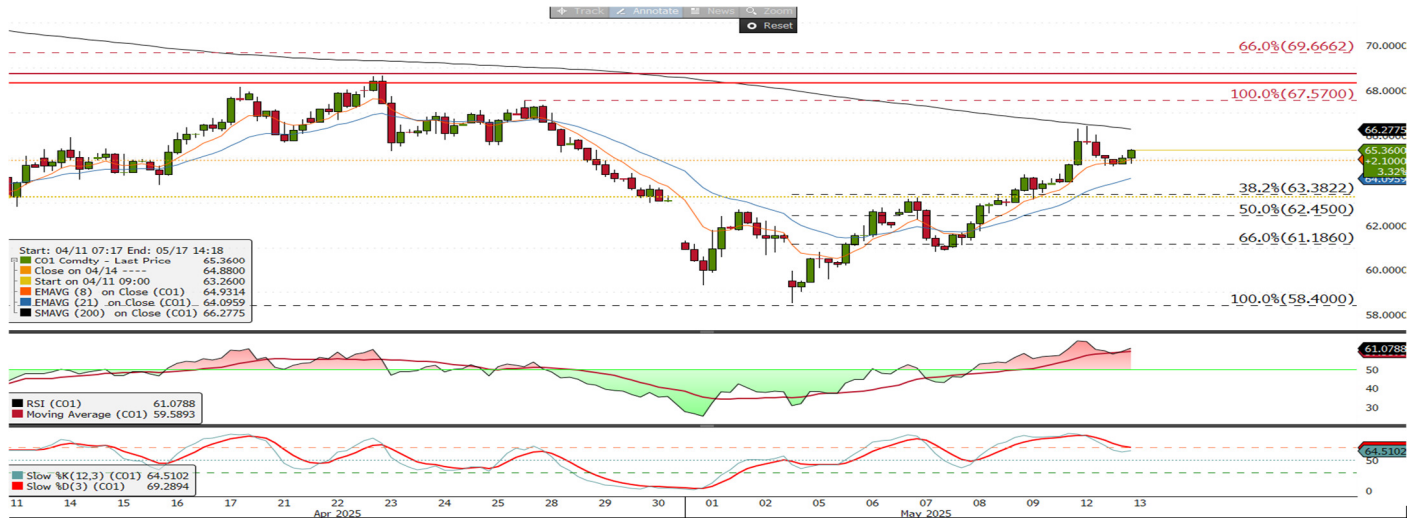 Track Annotate News Zoom
Reset
70.0000
66.0%(69.6662)
68.0000
100.0%(67.5700)
66.2775
65.3600
-2.1000
3.32%
64.0959
38.2%(63.3822)
50.0%(62.4500)
62.0000
66.0%(61.1860)
60.0000
100.0%(58.4000)
58.0000
Start: 04/11 07:17 End: 05/17 14:18
CO1 Comdty - Last Price 65.3600
Close on 04/14 ---- 64.8800
Start on 04/11 09:00 63.2600
EMAVG (8) on Close (CO1) 64.9314
EMAVG (21) on Close (CO1) 64.0959
SMAVG (200) on Close (CO1) 66.2775
61.0788
50
40
30
RSI (CO1) 61.0788
Moving Average (CO1) 59.5893
64.5102
50
0
Slow %K(12,3) (CO1) 64.5102
Slow %D(3) (CO1) 69.2894
11 14 15 16 17 21 22 23 24 25 28 29 30 01 02 05 06 07 08 09 12 13
Apr 2025 May 2025